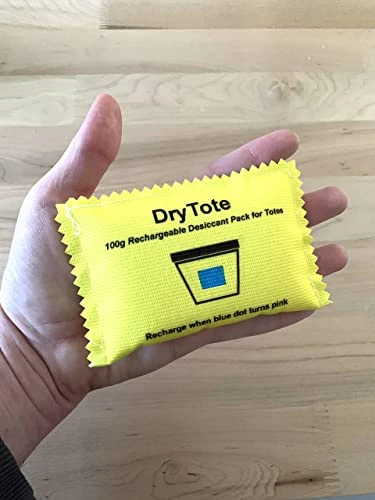 DryTote
100g Rechargeable Desiccant Pack for Totes
Recharge when blue dot turns pink